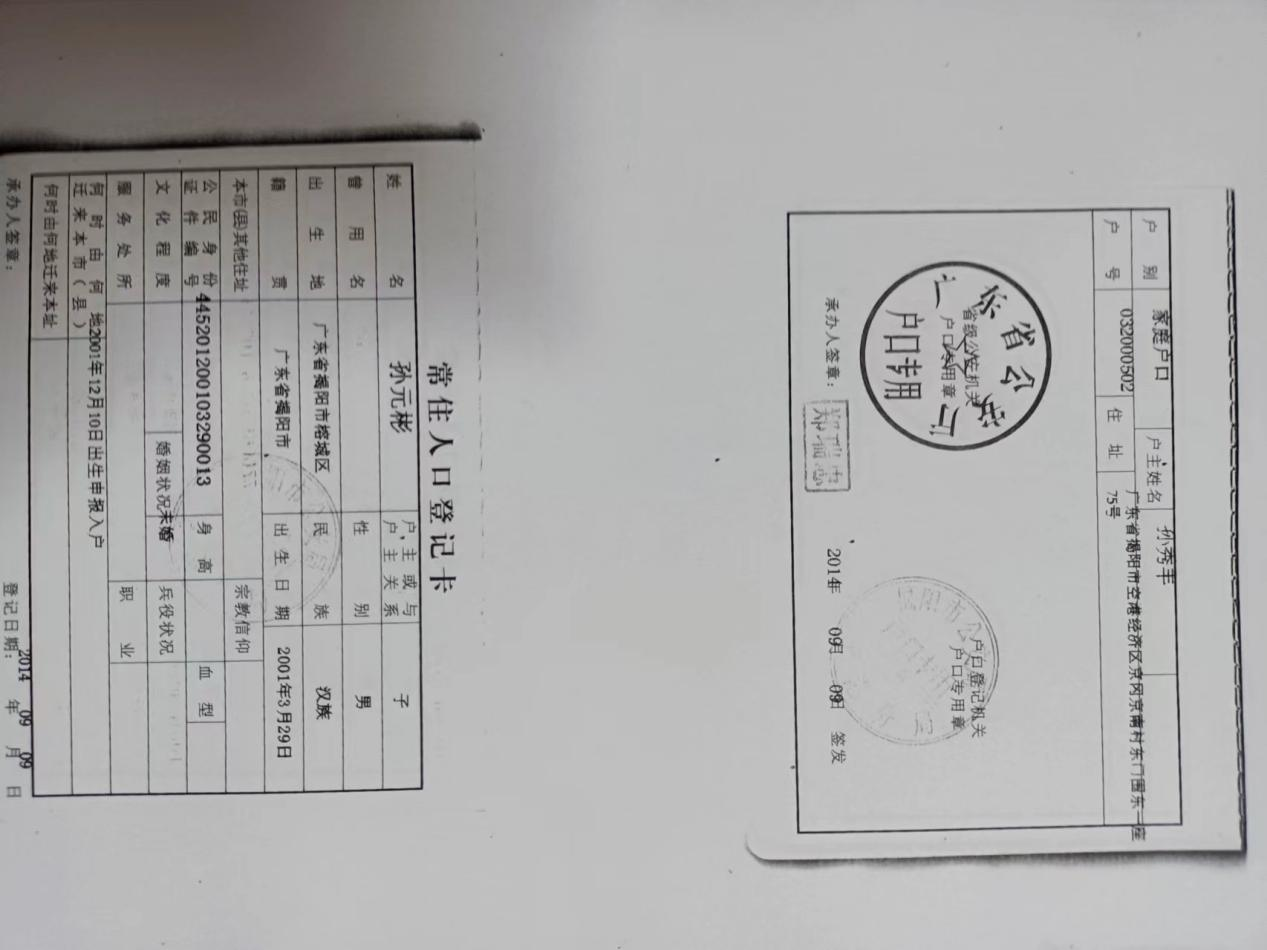 户别 家庭户口 户主姓名 孙秀丰
户号 032000502 住址 广东省揭阳市空港经济区京冈京南村东门围东一座
75号
广东省公安厅
户口专用
省级公安机关
户口专用章
户口登记机关
户口专用章
承办人签章： 2014年 09月 09日 签发
常住人口登记卡
姓名 孙元彬 户主或与户主关系 子
曾用名 性别 男
出生地 广东省揭阳市榕城区 民族 汉族
籍贯 广东省揭阳市 出生日期 2001年3月29日
本市(县)其他住址 宗教信仰
公民身份证件编号 445201200103290013 身高 血型
文化程度 婚姻状况 未婚 兵役状况
服务处所 职业
何时由何地迁来本市(县) 2001年12月10日出生申报入户
何时由何地迁来本址
承办人签章： 登记日期： 2014年 09月 09日